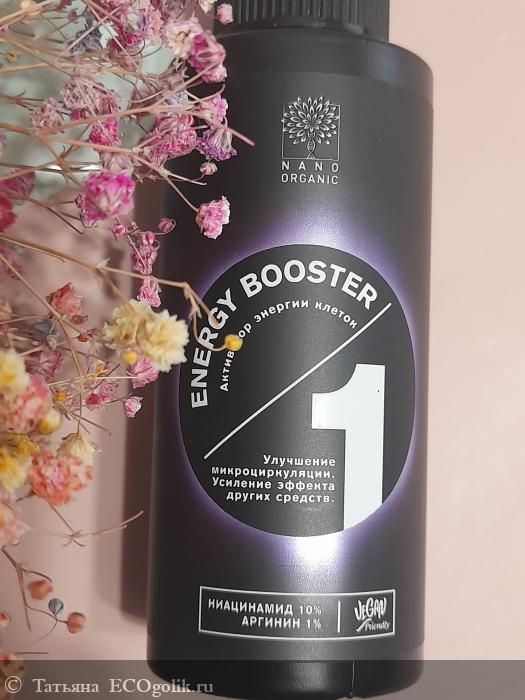 NANO
ORGANIC
ENERGY BOOSTER
энергии клеток
1
Улучшение
микроциркуляции.
Усиление эффекта
других средств.
НИАЦИНАМИД 10%
АРГИНИН 1%
VEGAN
Friendly
© Татьяна ECOgolik.ru